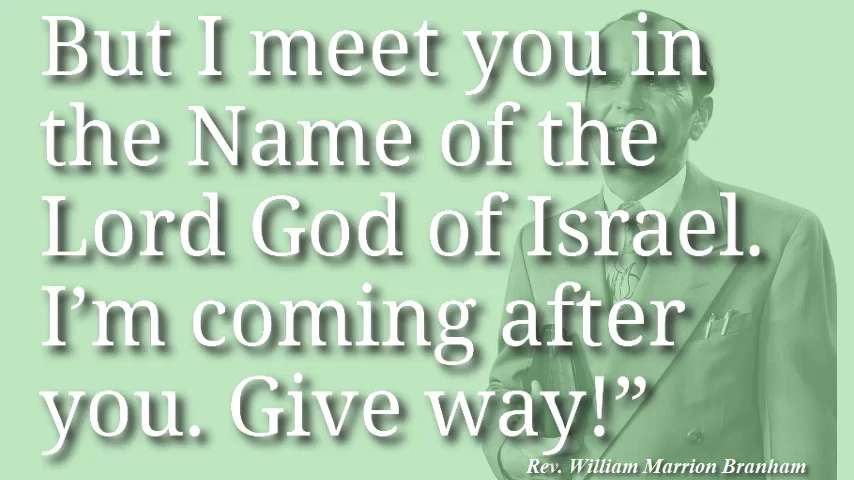 But I meet you in
the Name of the
Lord God of Israel.
I’m coming after
you. Give way!”
Rev. William Marrion Branham